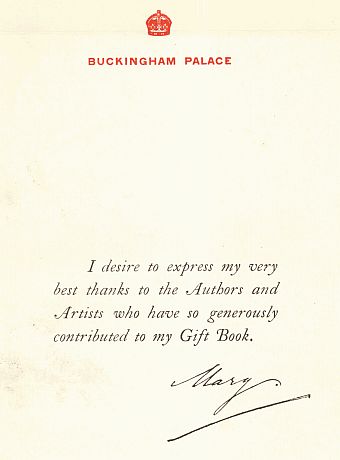 BUCKINGHAM PALACE
I desire to express my very
best thanks to the Authors and
Artists who have so generously
contributed to my Gift Book.
Mary.